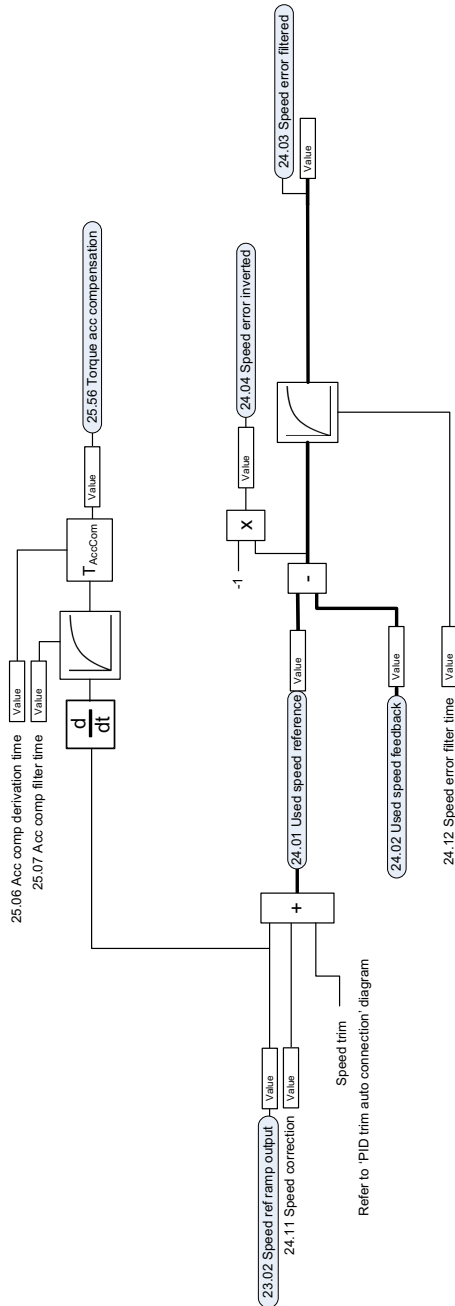 25.06 Acc comp derivation time
Value
25.07 Acc comp filter time
Value
d
dt
T AccCom
Value
25.56 Torque acc compensation
23.02 Speed ref ramp output
Value
24.11 Speed correction
Value
Speed trim
Refer to 'PID trim auto connection' diagram
+
24.01 Used speed reference
Value
24.02 Used speed feedback
Value
-
-1
X
Value
24.04 Speed error inverted
24.12 Speed error filter time
Value
24.03 Speed error filtered
Value